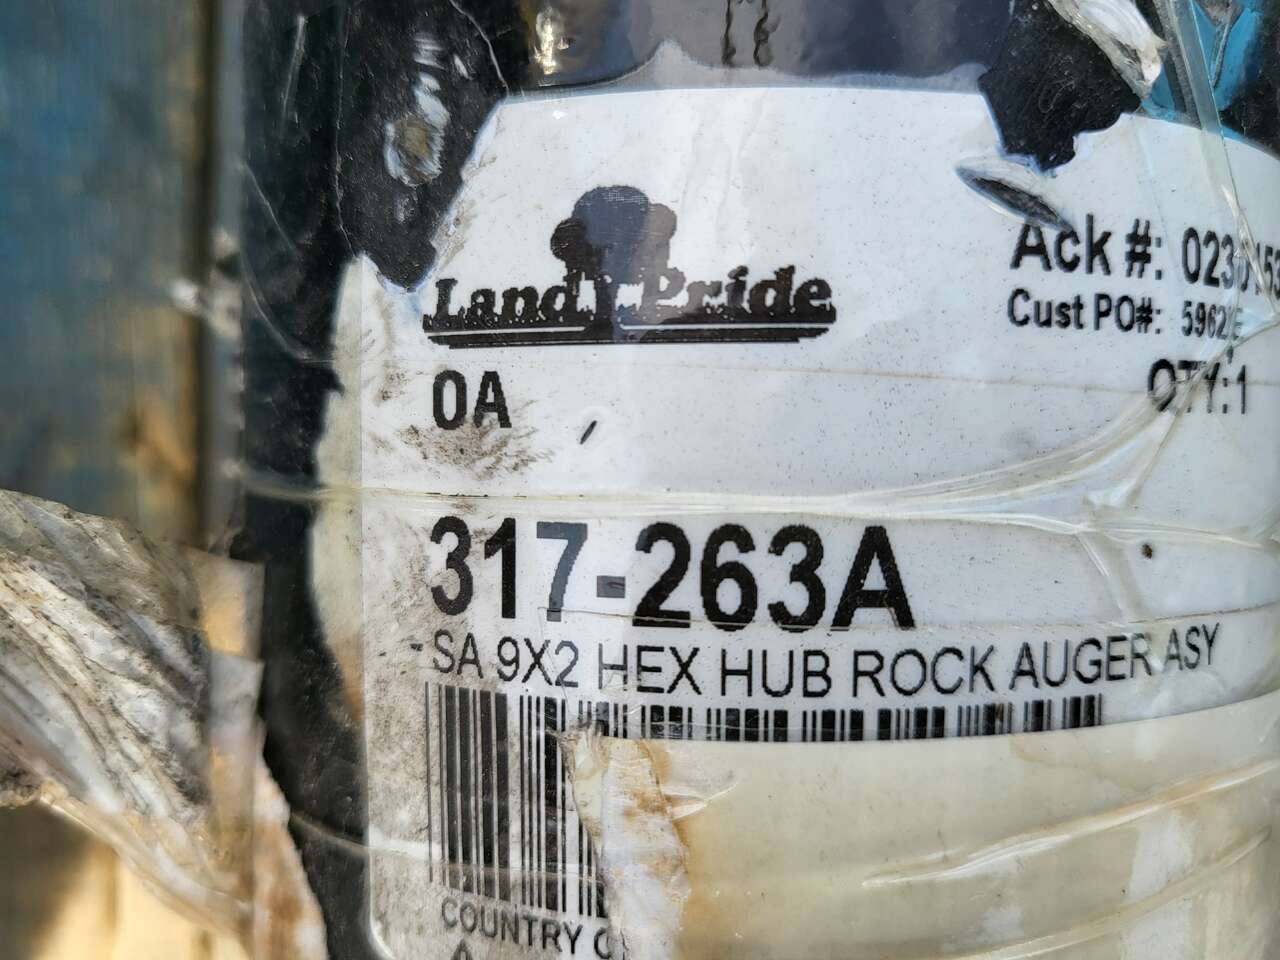 Land Pride
Ack #:
Cust PO#:
0A
QTY:1
317-263A
SA 9X2 HEX HUB ROCK AUGER ASY
COUNTRY